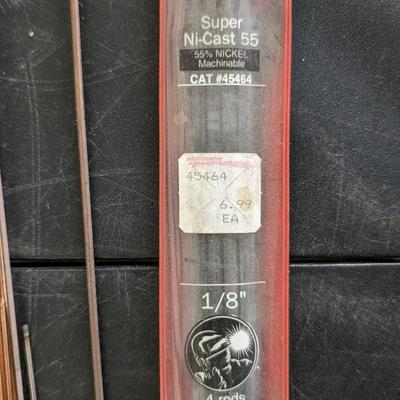 Super
Ni-Cast 55
55% NICKEL
Machinable
CAT #45464
45464
6.99
EA
1/8"
4 rods